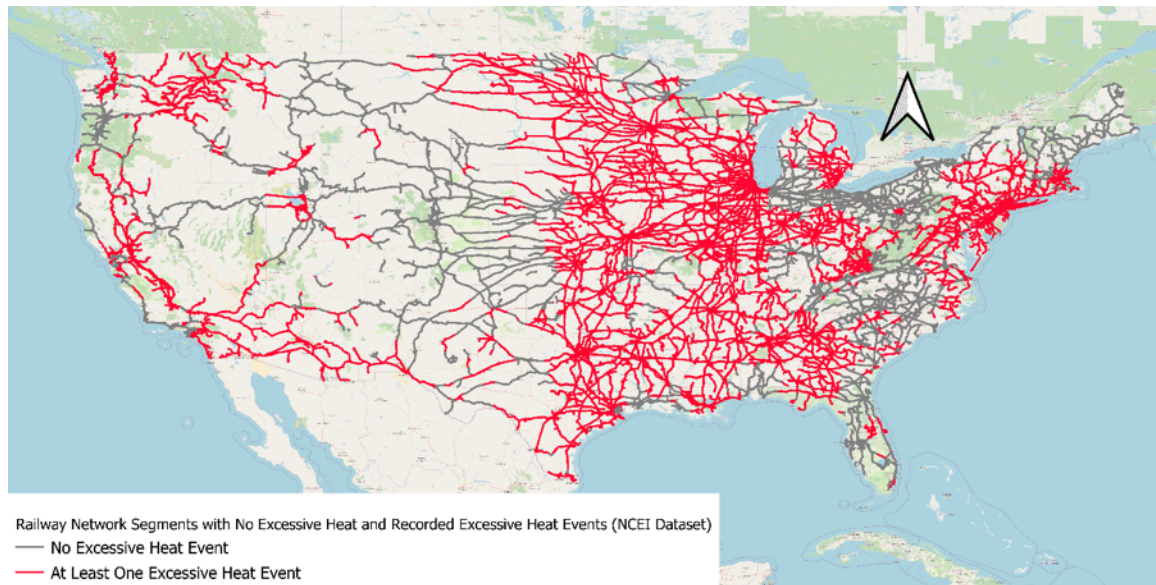 Railway Network Segments with No Excessive Heat and Recorded Excessive Heat Events (NCEI Dataset)
No Excessive Heat Event
At Least One Excessive Heat Event